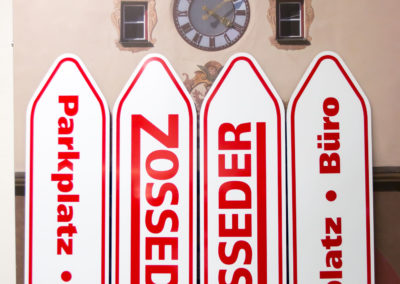 Parkplatz •
ZOSSED
SSEDER
platz • Büro